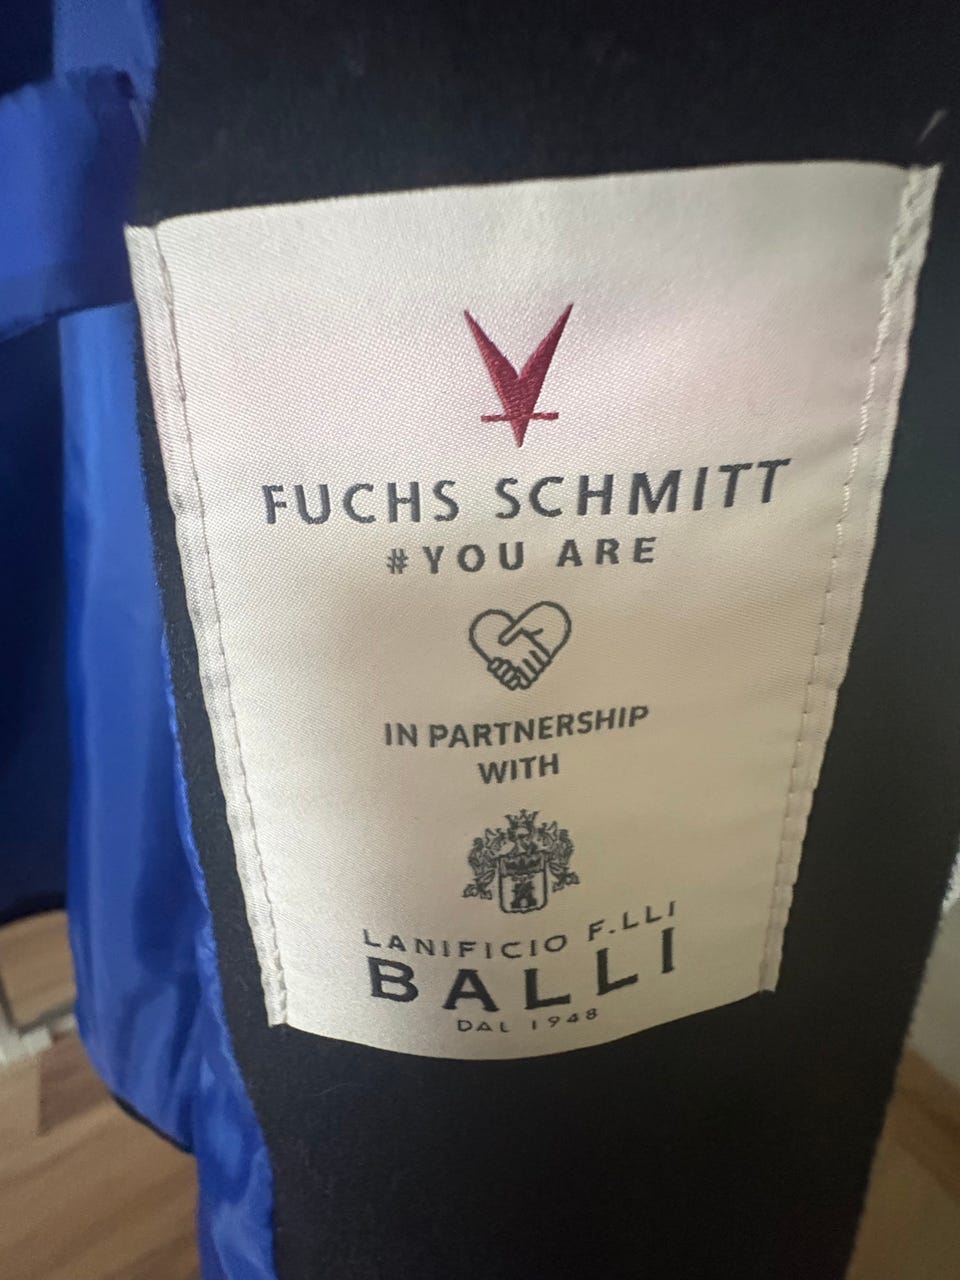 FUCHS SCHMITT
#YOU ARE
IN PARTNERSHIP
WITH
LANIFICIO F.LLI
BALLI
DAL 1948